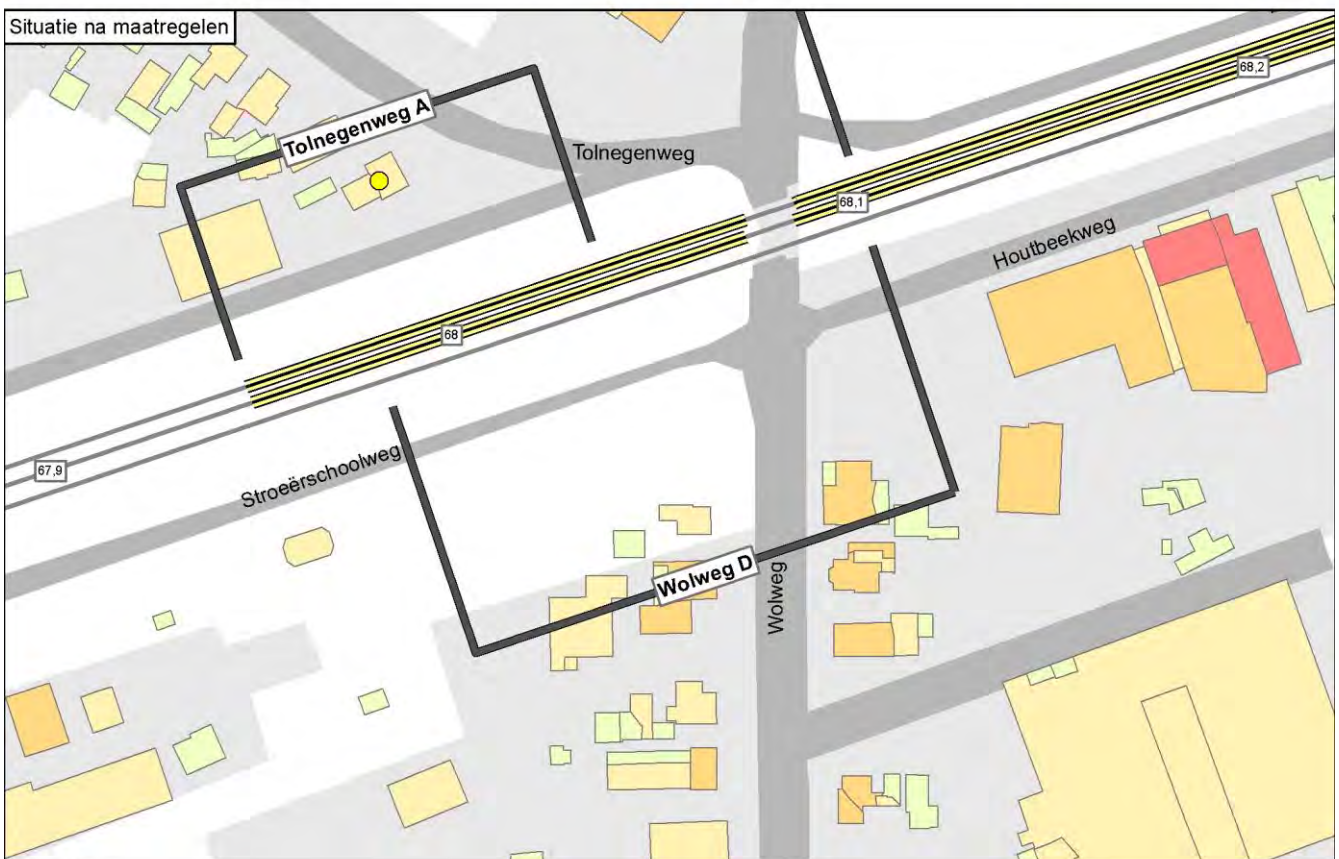 Situatie na maatregelen
68,2
Tolnegenweg A
Tolnegenweg
68,1
Houtbeekweg
68
67,9
Stroeërschoolweg
Wolweg D
Wolweg